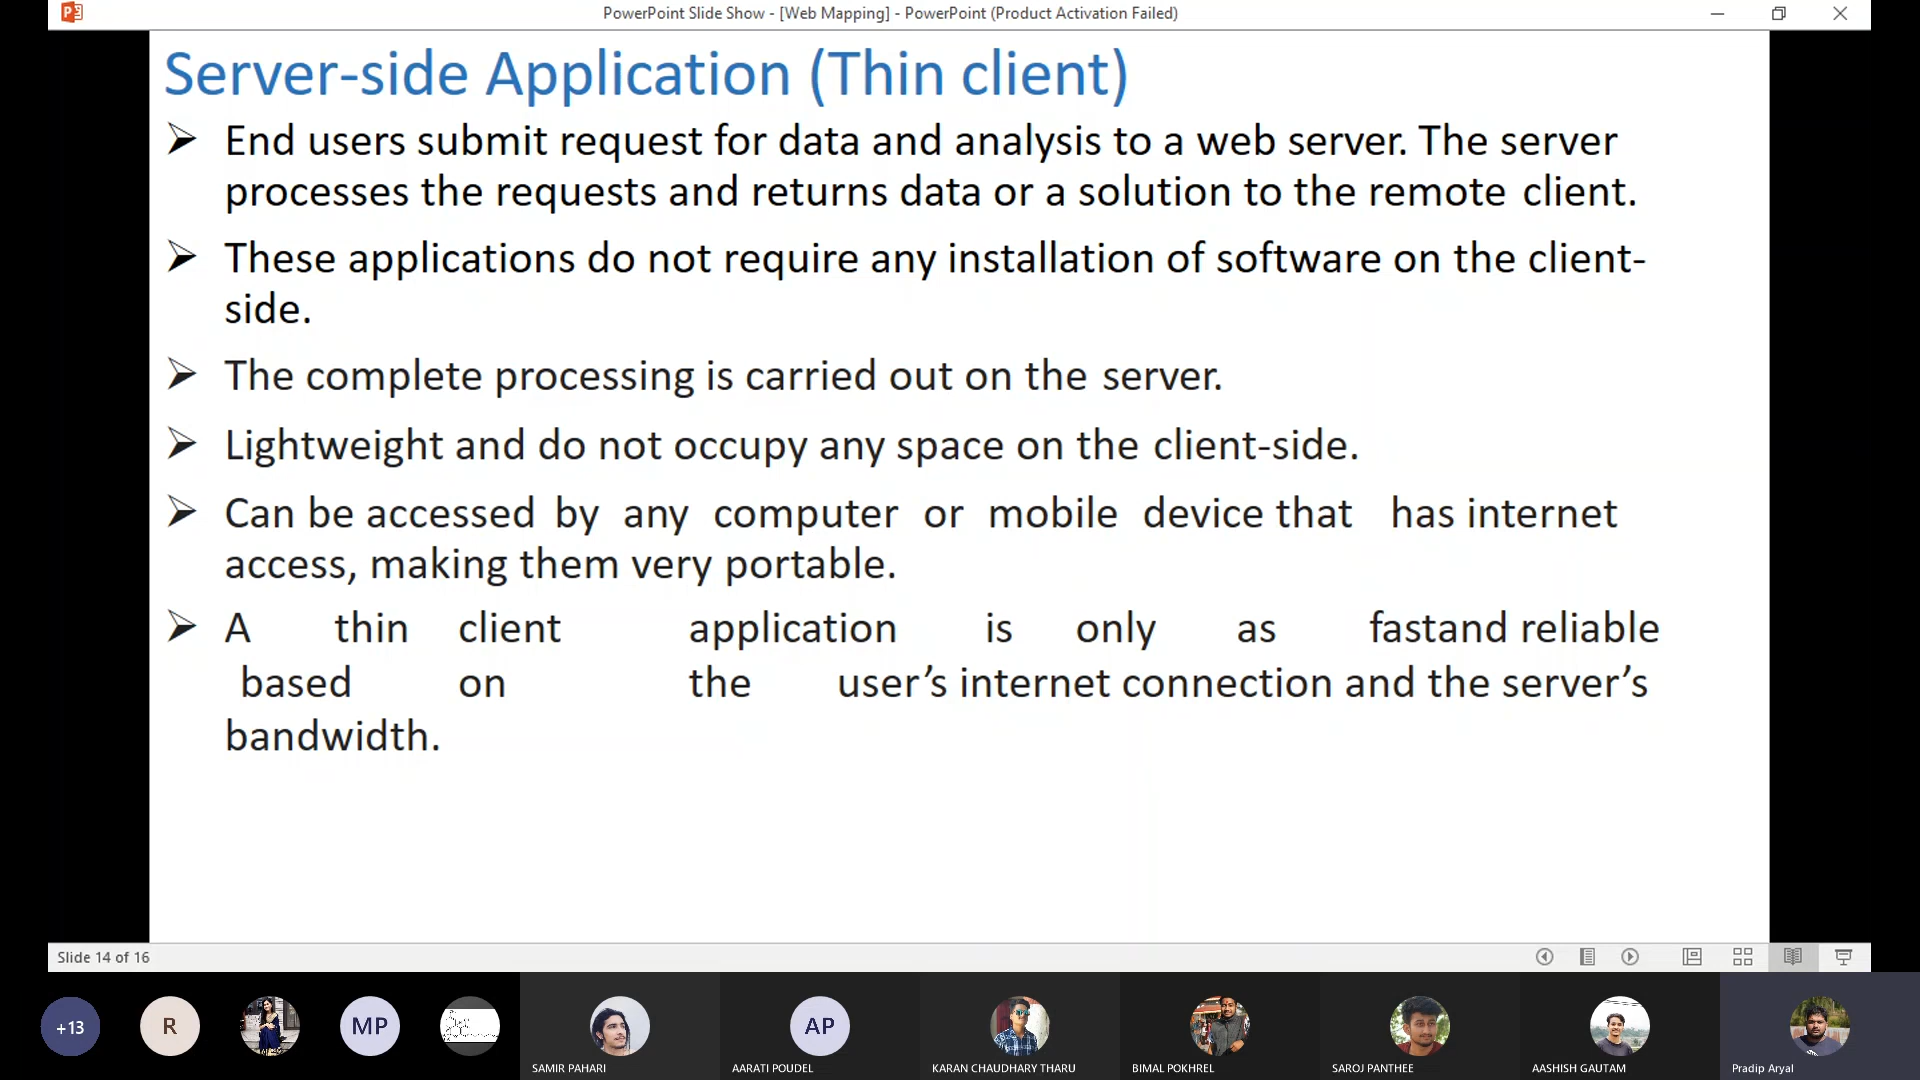 PowerPoint Slide Show - [Web Mapping] - PowerPoint (Product Activation Failed)
Server-side Application (Thin client)
➢ End users submit request for data and analysis to a web server. The server
processes the requests and returns data or a solution to the remote client.
➢ These applications do not require any installation of software on the client-
side.
➢ The complete processing is carried out on the server.
➢ Lightweight and do not occupy any space on the client-side.
➢ Can be accessed by any computer or mobile device that has internet
access, making them very portable.
➢ A thin client application is only as fastand reliable
based on the user’s internet connection and the server’s
bandwidth.
Slide 14 of 16
+13 R MP AP
SAMIR PAHARI AARATI POUDEL KARAN CHAUDHARY THARU BIMAL POKHREL SAROJ PANTHEE AASHISH GAUTAM Pradip Aryal